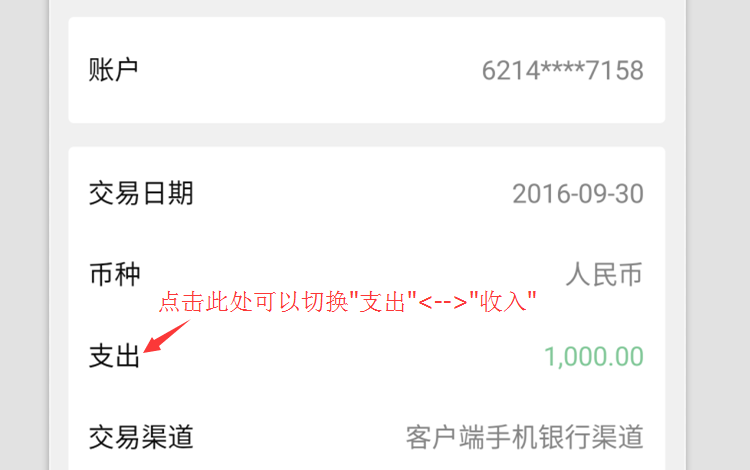 账户 6214****7158
交易日期 2016-09-30
币种 人民币
点击此处可以切换"支出"<-->"收入"
支出 1,000.00
交易渠道 客户端手机银行渠道